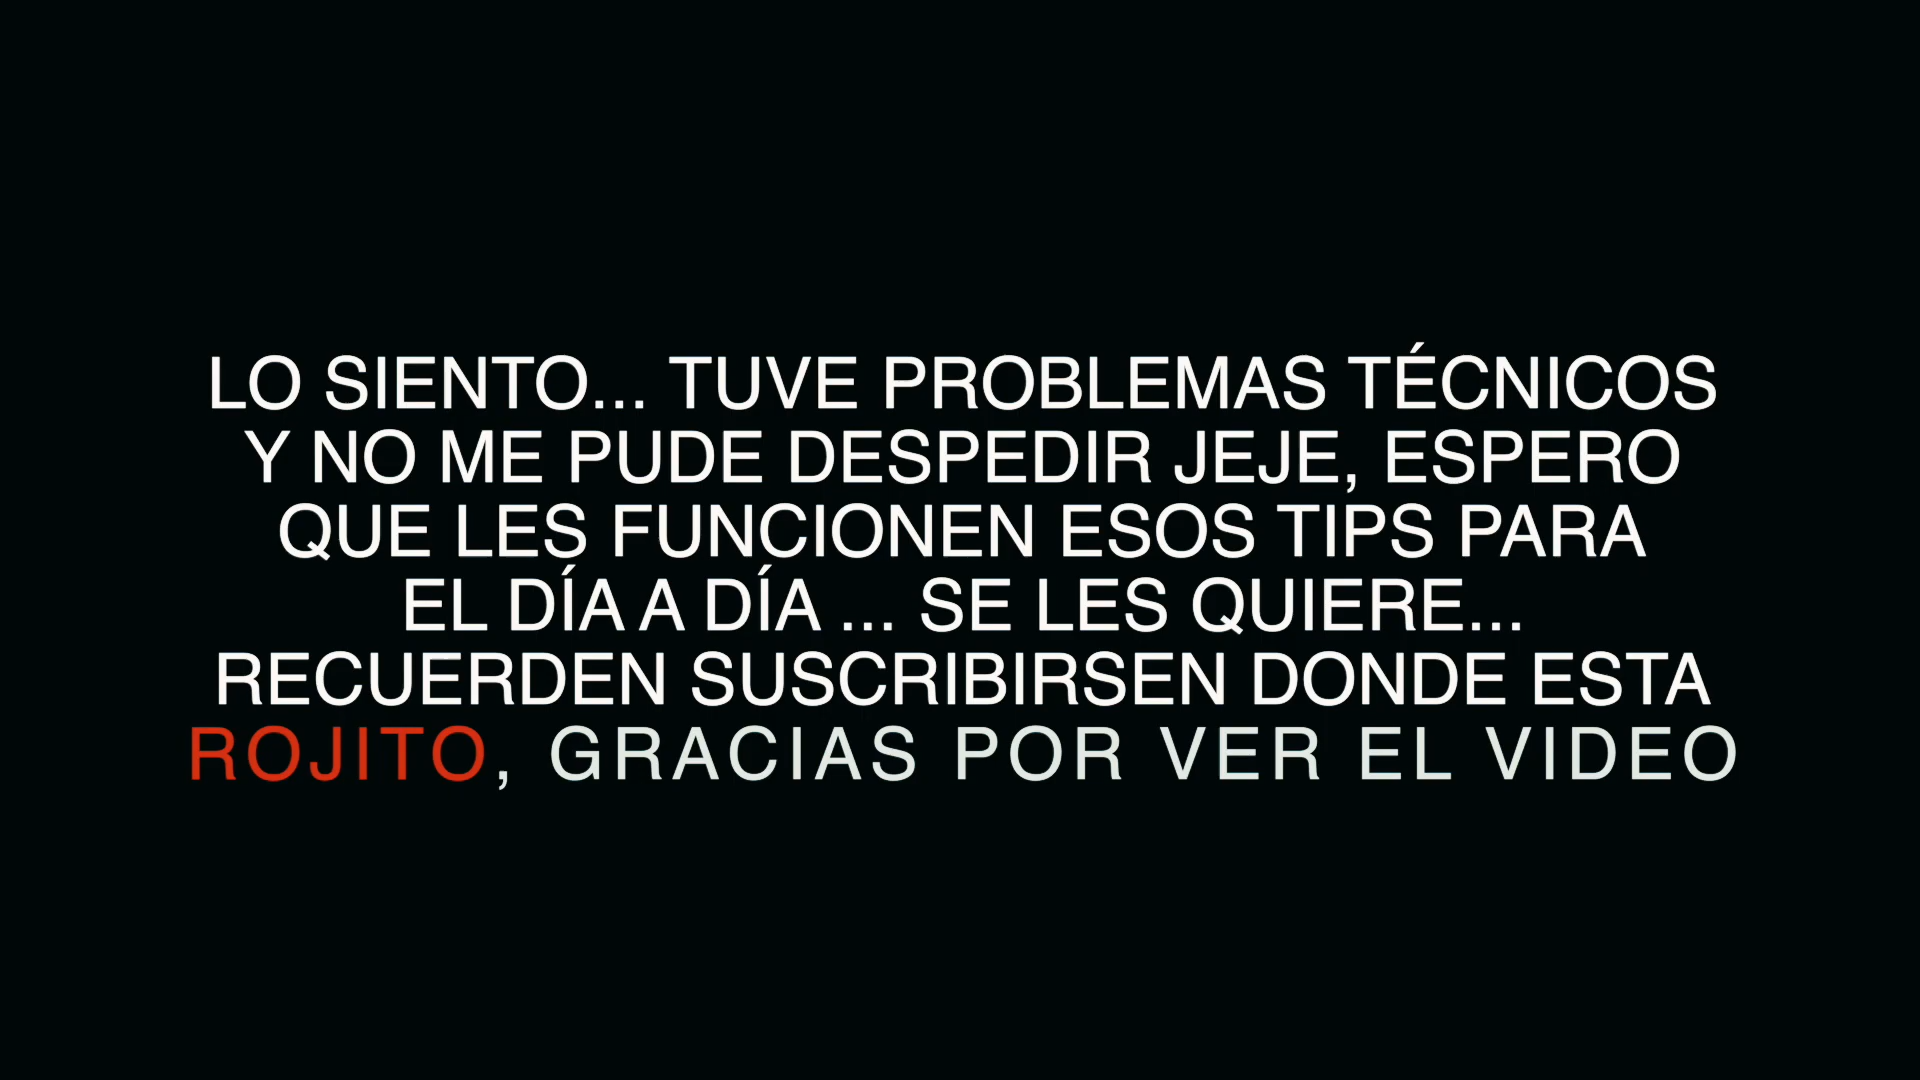 LO SIENTO... TUVE PROBLEMAS TÉCNICOS
Y NO ME PUDE DESPEDIR JEJE, ESPERO
QUE LES FUNCIONEN ESOS TIPS PARA
EL DÍA A DÍA ... SE LES QUIERE...
RECUERDEN SUSCRIBIRSEN DONDE ESTA
ROJITO, GRACIAS POR VER EL VIDEO